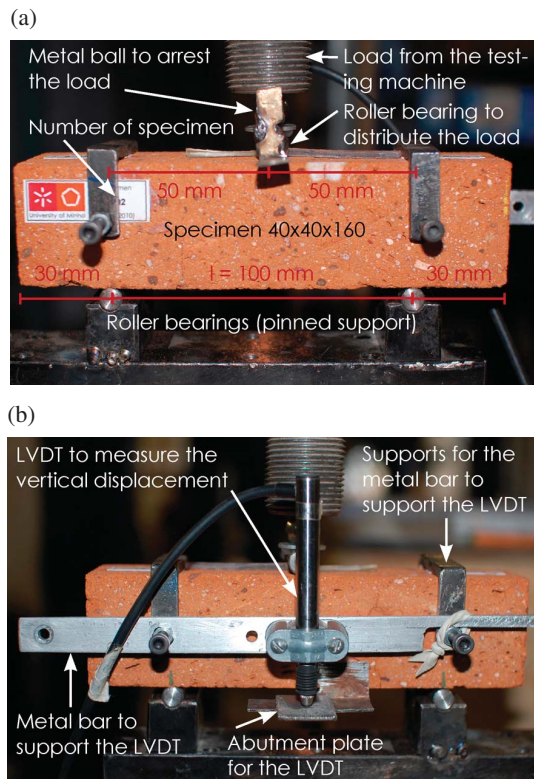 (a)
Metal ball to arrest
the load
Load from the test-
ing machine
Roller bearing to
distribute the load
Number of specimen
50 mm
50 mm
University of Minho
Specimen 40x40x160
30 mm
l = 100 mm
30 mm
Roller bearings (pinned support)
(b)
LVDT to measure the
vertical displacement
Supports for the
metal bar to
support the LVDT
Metal bar to
support the LVDT
Abutment plate
for the LVDT